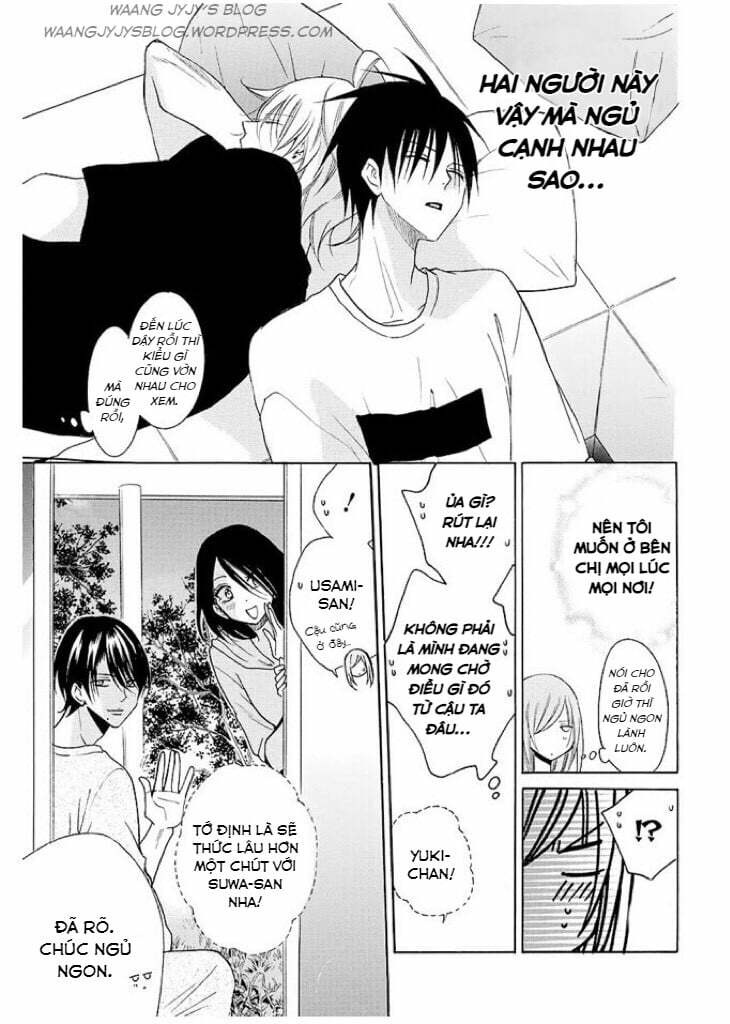 WAANG JYJY'S BLOG
WAANGJYJYSBLOG.WORDPRESS.COM
HAI NGƯỜI NÀY
VẬY MÀ NGỦ
CẠNH NHAU
SAO...
ĐẾN LÚC
DẬY RỒI THÌ
KIỂU GÌ
CŨNG VỜN
NHAU CHO
XEM.
MÀ
ĐÚNG
RỒI,
NÊN TÔI
MUỐN Ở BÊN
CHỊ MỌI LÚC
MỌI NƠI!
NÓI CHO
ĐÃ RỒI
GIỜ THÌ
NGỦ NGON
LÀNH
LUÔN.
!?
ỦA GÌ?
RÚT LẠI
NHA!!!
KHÔNG PHẢI
LÀ MÌNH ĐANG
MONG CHỜ
ĐIỀU GÌ ĐÓ
TỪ CẬU TA
ĐÂU...
YUKI-
CHAN!
!
USAMI-
SAN!
Cậu cũng
ở đây...
TỚ ĐỊNH LÀ SẼ
THỨC LÂU HƠN
MỘT CHÚT VỚI
SUWA-SAN
NHA!
ĐÃ RÕ.
CHÚC NGỦ
NGON.